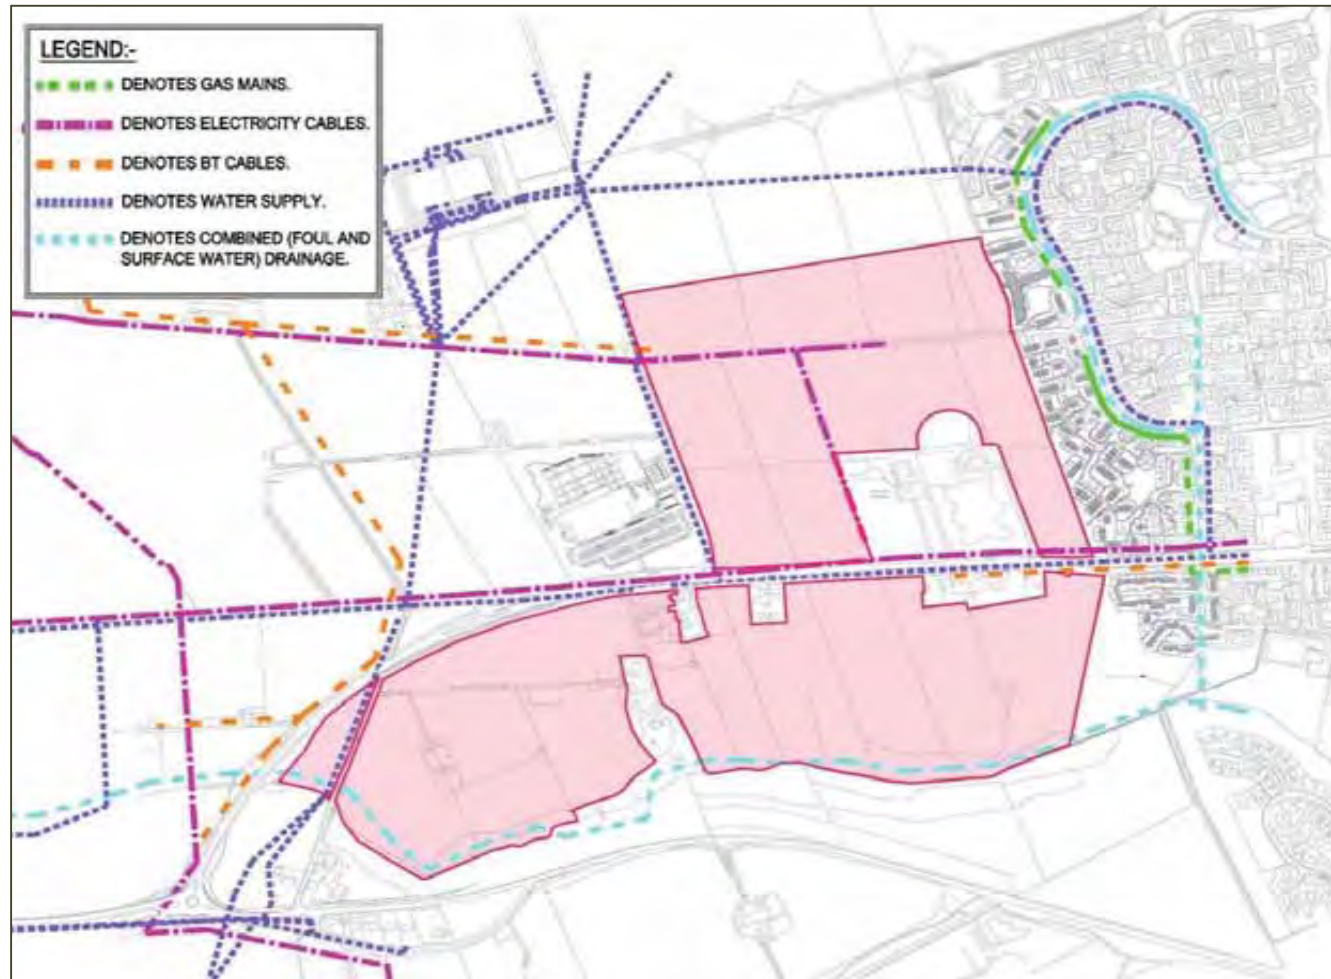 LEGEND:-
DENOTES GAS MAINS.
DENOTES ELECTRICITY CABLES.
DENOTES BT CABLES.
DENOTES WATER SUPPLY.
DENOTES COMBINED (FOUL AND
SURFACE WATER) DRAINAGE.